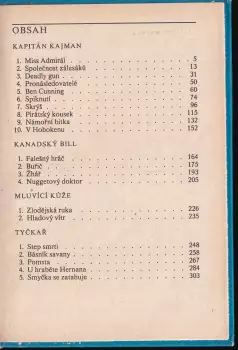 OBSAH
KAPITÁN KAJMAN
1. Miss Admirál . . . . . . . . . 5
2. Společnost zálesáků . . . . . . . . . 13
3. Deadly gun . . . . . . . . . 31
4. Pronásledovatelé . . . . . . . . . 50
5. Ben Cunning . . . . . . . . . 60
6. Spiknutí . . . . . . . . . 74
7. Skrýš . . . . . . . . . 96
8. Pirátský kousek . . . . . . . . . 115
9. Námořní bitka . . . . . . . . . 132
10. V Hobokenu . . . . . . . . . 152
KANADSKÝ BILL
1. Falešný hráč . . . . . . . . . 164
2. Buřič . . . . . . . . . 175
3. Žhář . . . . . . . . . 193
4. Nuggetový doktor . . . . . . . . . 205
MLUVÍCÍ KŮŽE
1. Zlodějská ruka . . . . . . . . . 226
2. Hladový vítr . . . . . . . . . 235
TYČKAŘ
1. Step smrti . . . . . . . . . 248
2. Básník savany . . . . . . . . . 258
3. Pomsta . . . . . . . . . 267
4. U hraběte Hernana . . . . . . . . . 284
5. Smyčka se zatahuje . . . . . . . . . 303